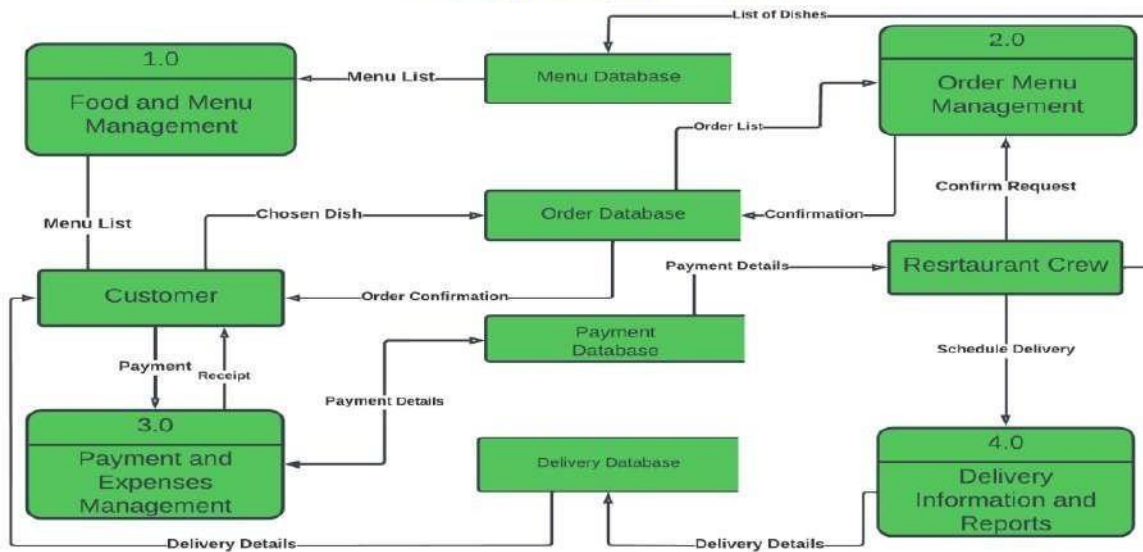 List of Dishes
1.0
Food and Menu
Management
Menu List
Menu Database
2.0
Order Menu
Management
Order List
Confirm Request
Menu List
Chosen Dish
Order Database
Confirmation
Customer
Order Confirmation
Payment Details
Resrtaurant Crew
Payment
Receipt
Payment
Database
Schedule Delivery
Payment Details
3.0
Payment and
Expenses
Management
Delivery Database
4.0
Delivery
Information and
Reports
Delivery Details
Delivery Details